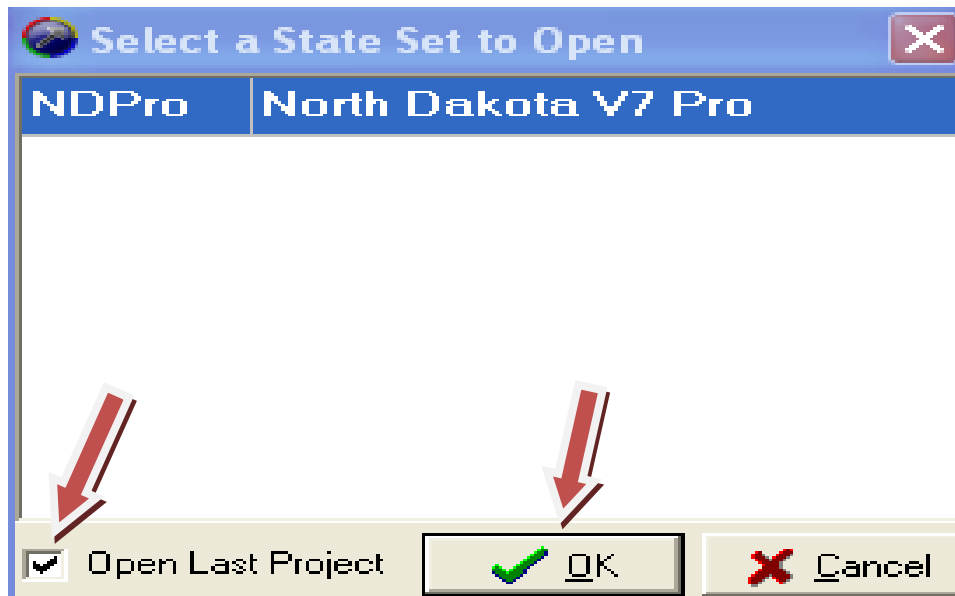 Select a State Set to Open
NDPro North Dakota V7 Pro
Open Last Project OK Cancel